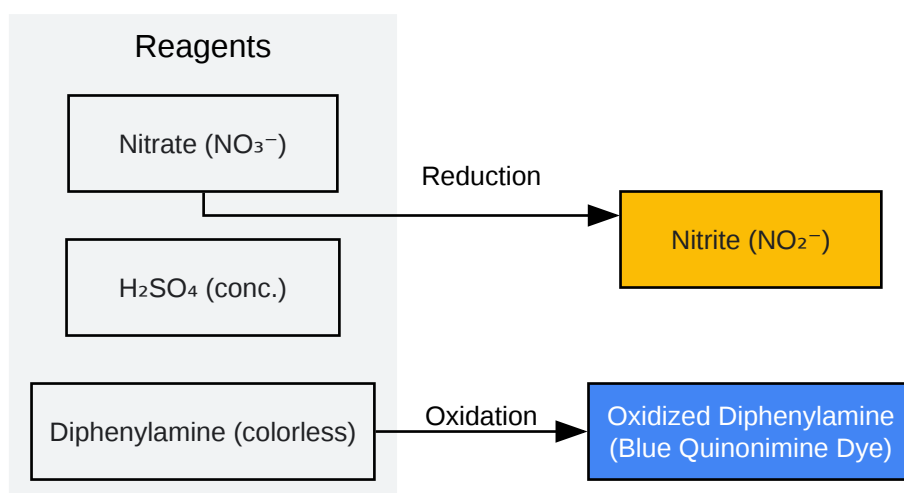 Reagents
Nitrate (NO₃⁻)
Reduction
Nitrite (NO₂⁻)
H₂SO₄ (conc.)
Diphenylamine (colorless)
Oxidation
Oxidized Diphenylamine
(Blue Quinonimine Dye)